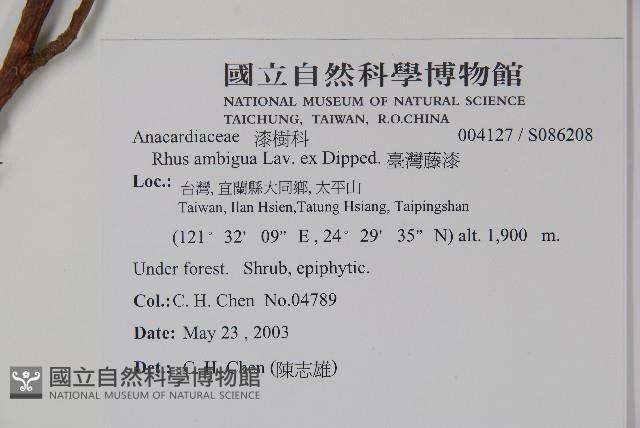 國立自然科學博物館
NATIONAL MUSEUM OF NATURAL SCIENCE
TAICHUNG, TAIWAN, R.O.CHINA
Anacardiaceae 漆樹科 004127 / S086208
Rhus ambigua Lav. ex Dipped. 臺灣藤漆
Loc.: 台灣, 宜蘭縣大同鄉, 太平山
Taiwan, Ilan Hsien,Tatung Hsiang, Taipingshan
(121° 32' 09" E , 24° 29' 35" N) alt. 1,900 m.
Under forest. Shrub, epiphytic.
Col.: C. H. Chen No.04789
Date: May 23 , 2003
Det.: C. H. Chen (陳志雄)
國立自然科學博物館
NATIONAL MUSEUM OF NATURAL SCIENCE